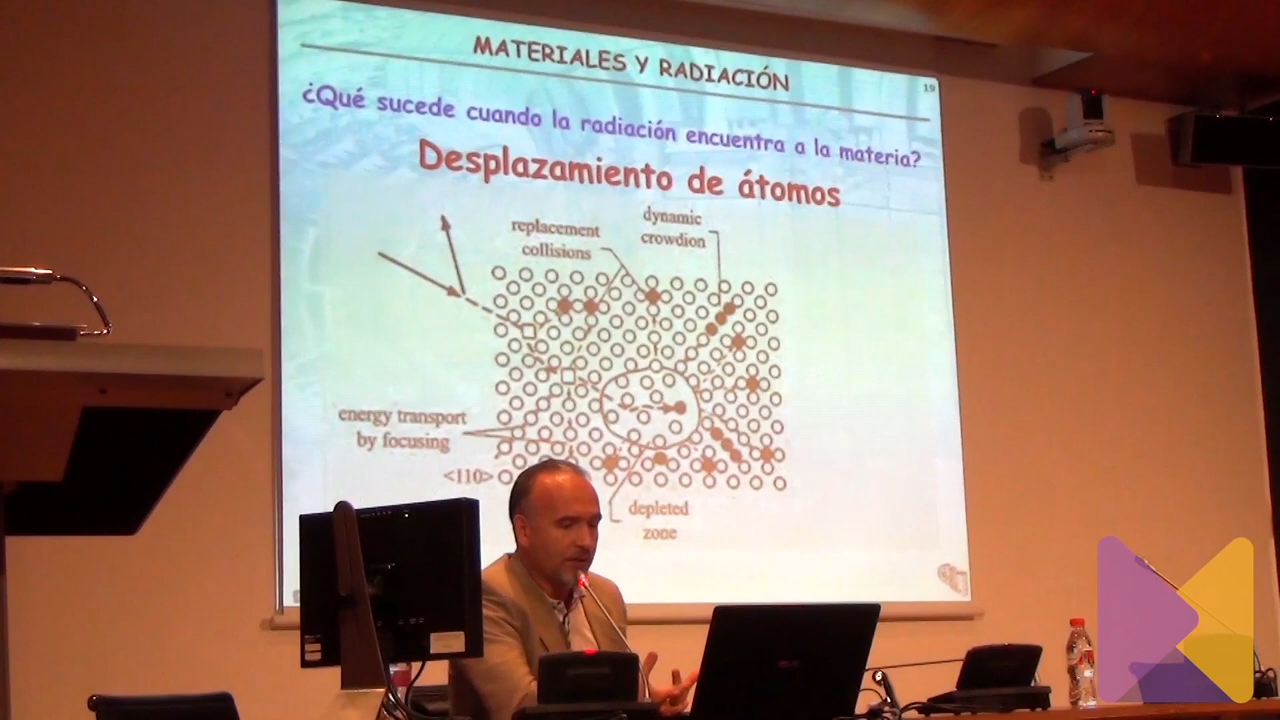 MATERIALES Y RADIACIÓN
19
¿Qué sucede cuando la radiación encuentra a la materia?
Desplazamiento de átomos
replacement
collisions
dynamic
crowdion
energy transport
by focusing
<110>
depleted
zone